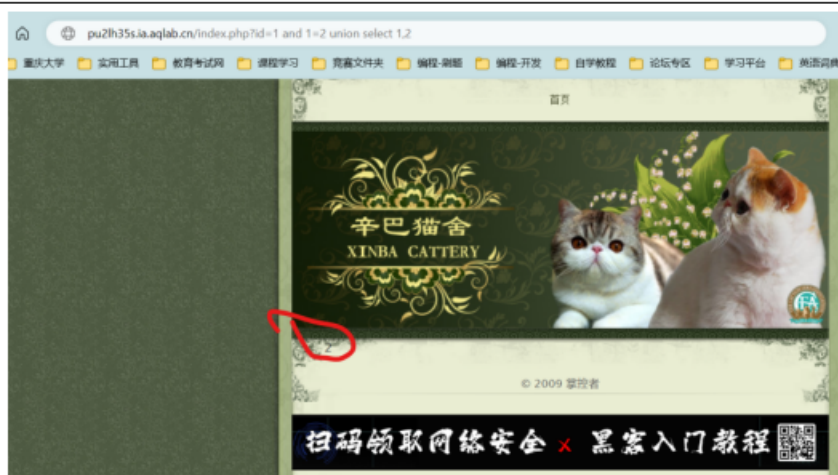 pu2lh35s.ia.aqlab.cn/index.php?id=1 and 1=2 union select 1,2
重庆大学 实用工具 教育考试网 课程学习 竞赛文件夹 编程-刷题 编程-开发 自学教程 论坛专区 学习平台 英语词典
首页
辛巴猫舍
XINBA CATTERY
2
© 2009 掌控者
扫码领取网络安全 x 黑客入门教程